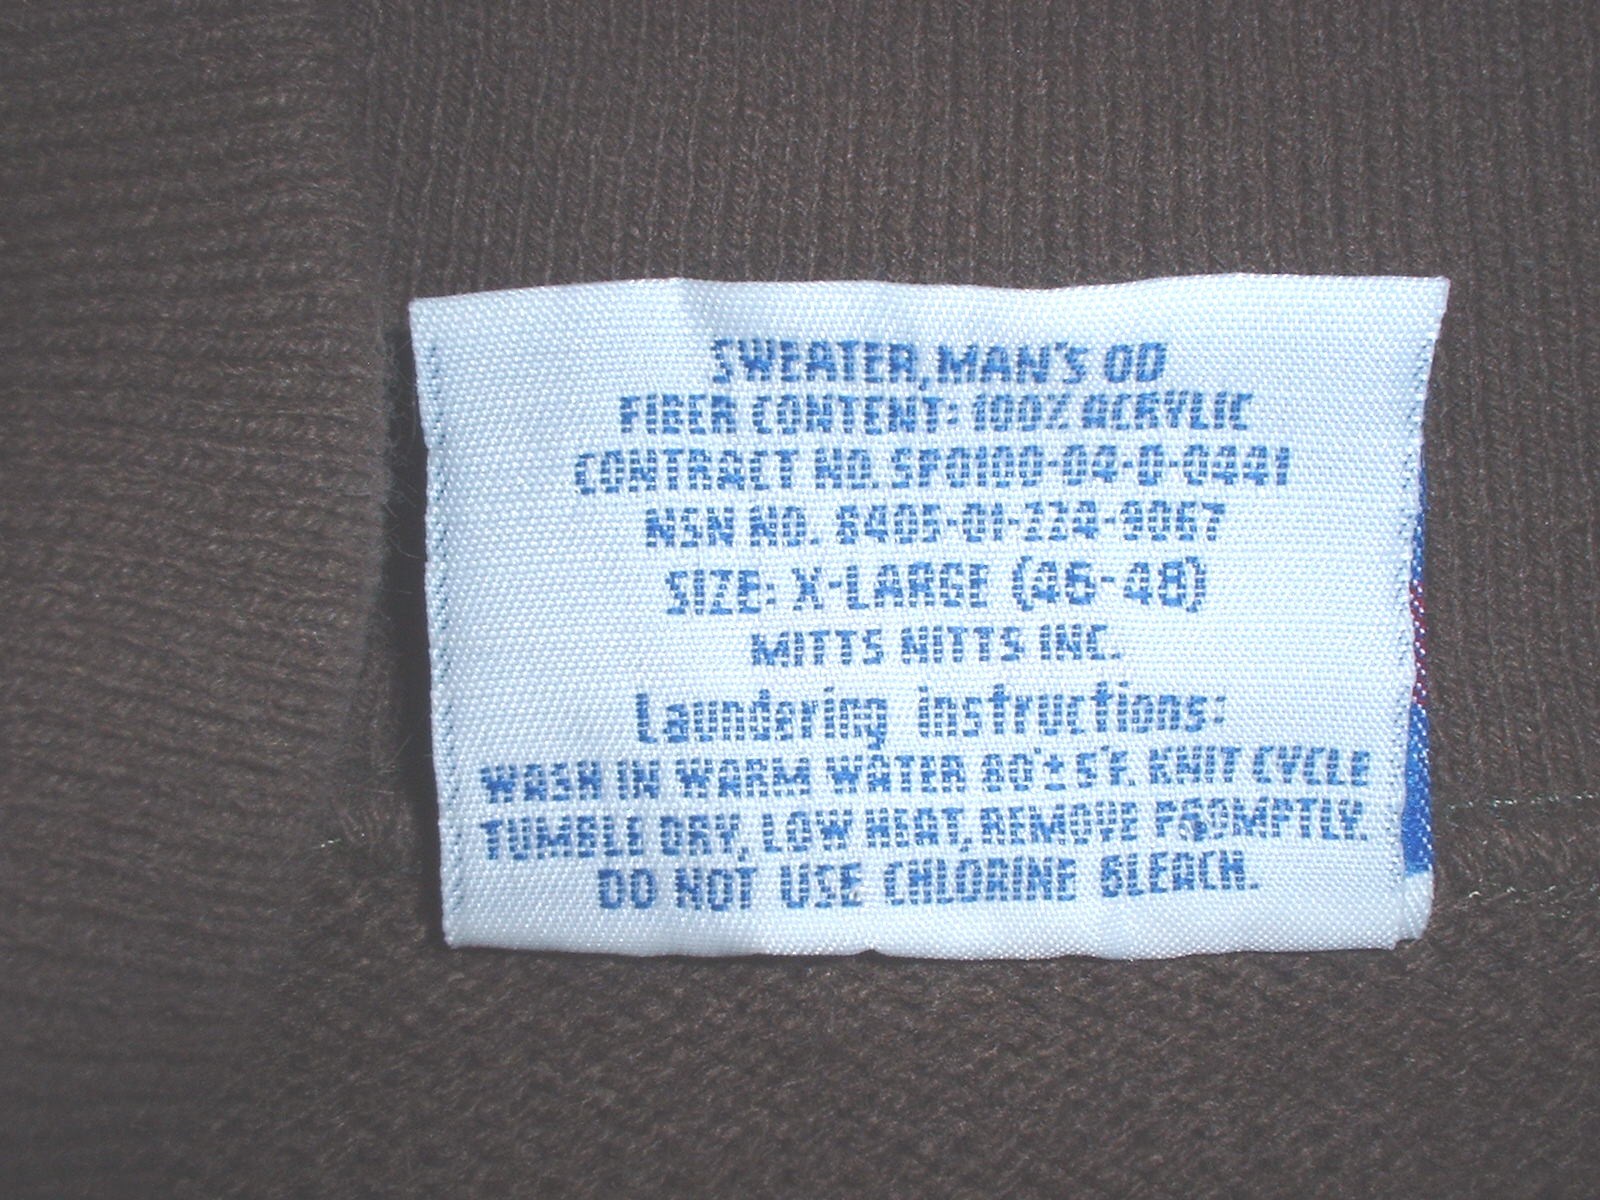 SWEATER, MAN'S OD
FIBER CONTENT: 100% ACRYLIC
CONTRACT NO. SP0100-04-D-0441
NSN NO. 8405-01-224-9067
SIZE: X-LARGE (46-48)
MITTS NITTS INC.
Laundering instructions:
WASH IN WARM WATER 80°±5°F. KNIT CYCLE
TUMBLE DRY, LOW HEAT, REMOVE PROMPTLY.
DO NOT USE CHLORINE BLEACH.